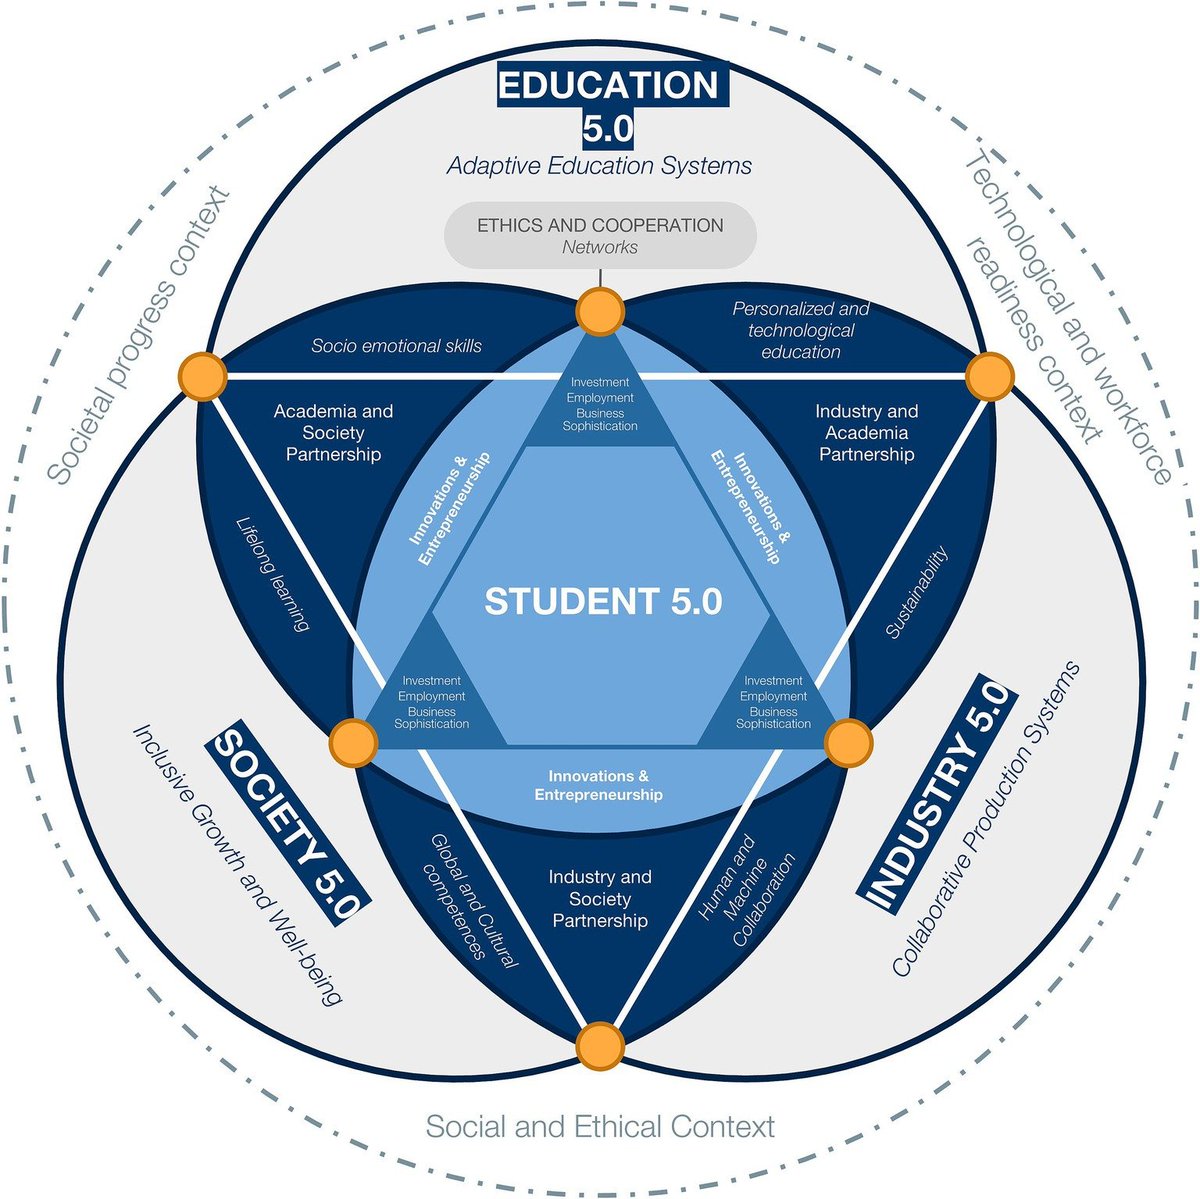 EDUCATION
5.0
Adaptive Education Systems
ETHICS AND COOPERATION
Networks
Societal progress context
Technological and workforce
readiness context
Socio emotional skills
Personalized and
technological
education
Academia and
Society
Partnership
Investment
Employment
Business
Sophistication
Industry and
Academia
Partnership
Innovations &
Entrepreneurship
Innovations &
Entrepreneurship
Lifelong learning
Sustainability
STUDENT 5.0
Investment
Employment
Business
Sophistication
Investment
Employment
Business
Sophistication
Innovations &
Entrepreneurship
SOCIETY 5.0
Inclusive Growth and Well-being
INDUSTRY 5.0
Collaborative Production Systems
Global and Cultural
competences
Industry and
Society
Partnership
Human and
Machine
Collaboration
Social and Ethical Context